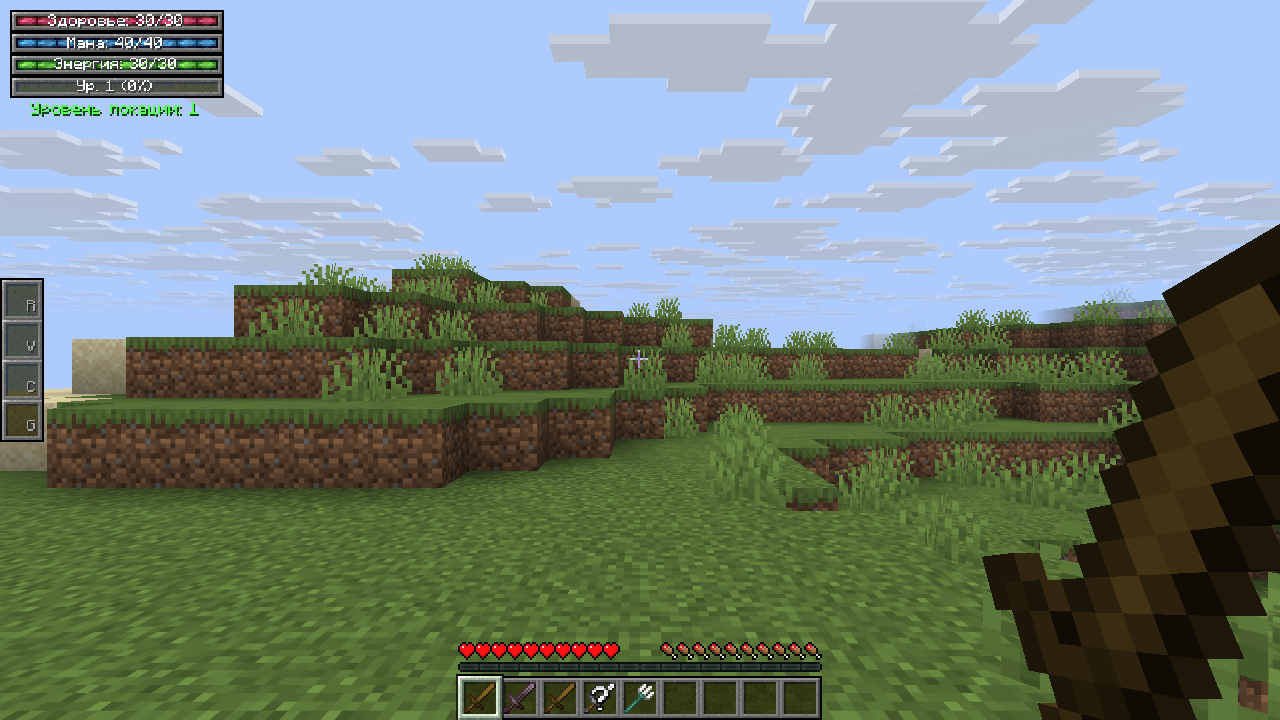 Здоровье: 30/30
Мана: 40/40
Энергия: 30/30
Ур. 1 (0%)
Уровень локации: 1
R
V
C
G